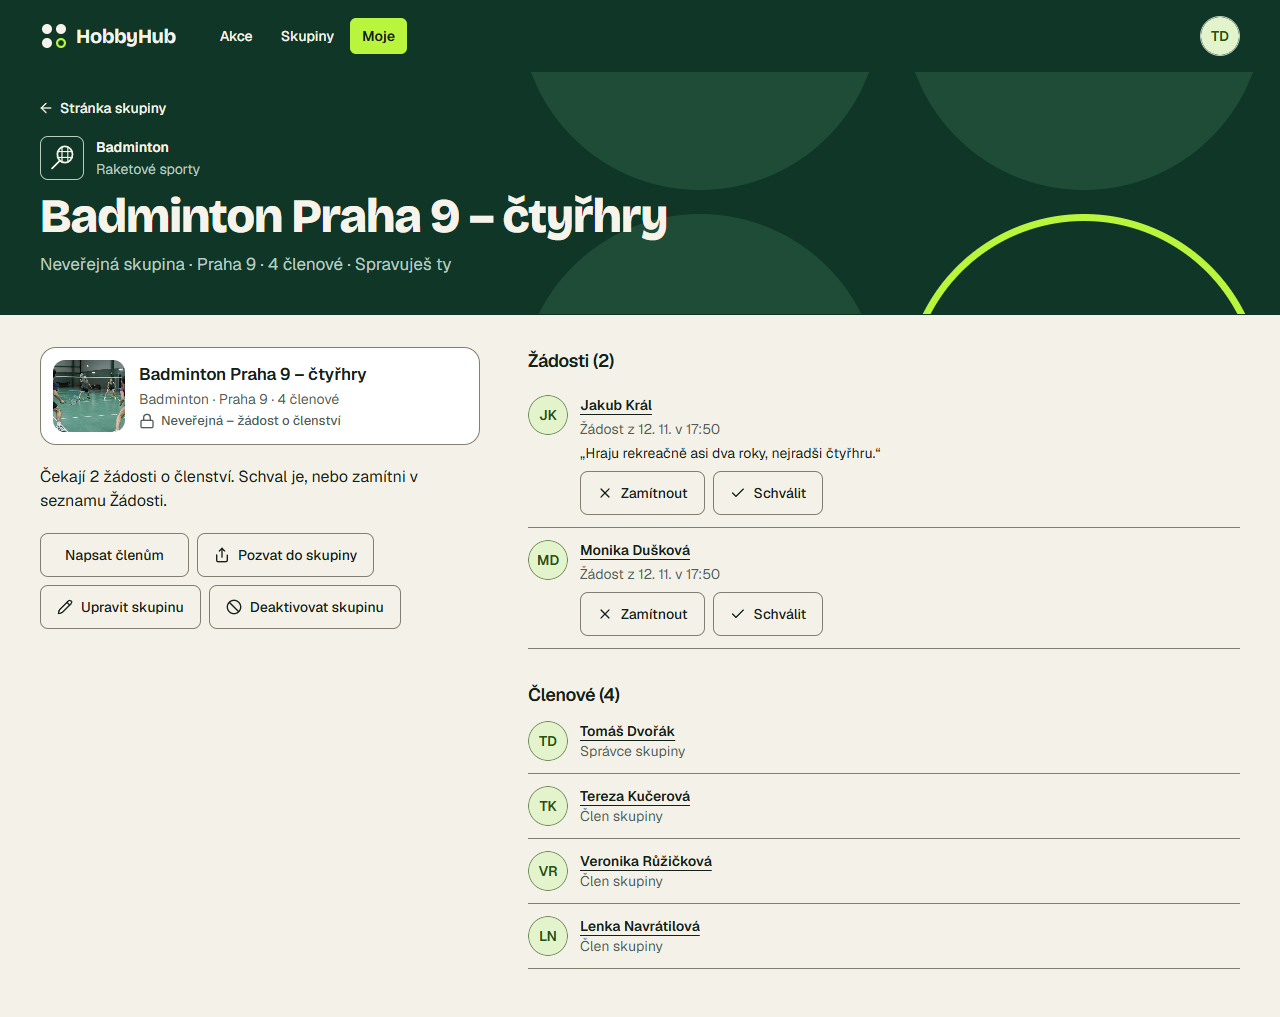 HobbyHub
Akce
Skupiny
Moje
TD
Stránka skupiny
Badminton
Raketové sporty
Badminton Praha 9 – čtyřhry
Neveřejná skupina · Praha 9 · 4 členové · Spravuješ ty
Badminton Praha 9 – čtyřhry
Badminton · Praha 9 · 4 členové
Neveřejná – žádost o členství
Čekají 2 žádosti o členství. Schval je, nebo zamítni v
seznamu Žádosti.
Napsat členům
Pozvat do skupiny
Upravit skupinu
Deaktivovat skupinu
Žádosti (2)
JK
Jakub Král
Žádost z 12. 11. v 17:50
„Hraju rekreačně asi dva roky, nejradši čtyřhru.“
Zamítnout
Schválit
MD
Monika Dušková
Žádost z 12. 11. v 17:50
Zamítnout
Schválit
Členové (4)
TD
Tomáš Dvořák
Správce skupiny
TK
Tereza Kučerová
Člen skupiny
VR
Veronika Růžičková
Člen skupiny
LN
Lenka Navrátilová
Člen skupiny